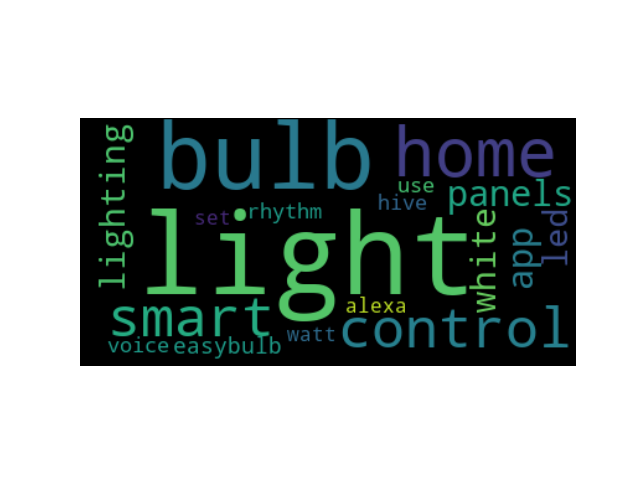 lighting
bulb
home
use
panels
hive
set
rhythm
light
white
app
led
smart
alexa
control
watt
voice
easybulb